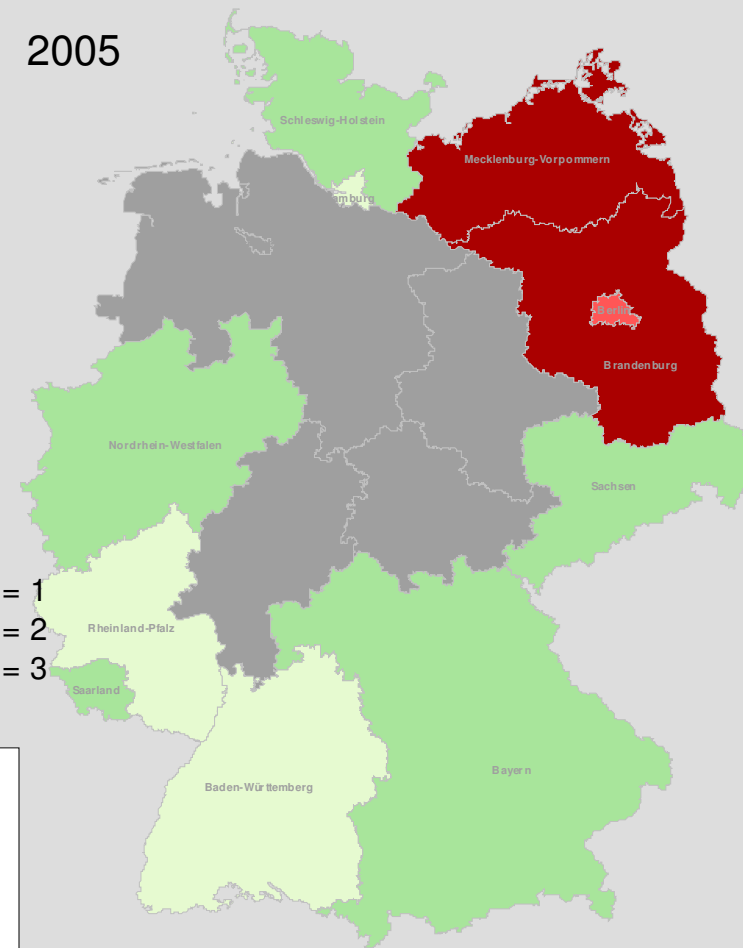 2005
Schleswig-Holstein
Mecklenburg-Vorpommern
mburg
Berlin
Brandenburg
Nordrhein-Westfalen
Sachsen
= 1
= 2
Rheinland-Pfalz
= 3
Saarland
Bayern
Baden-Württemberg